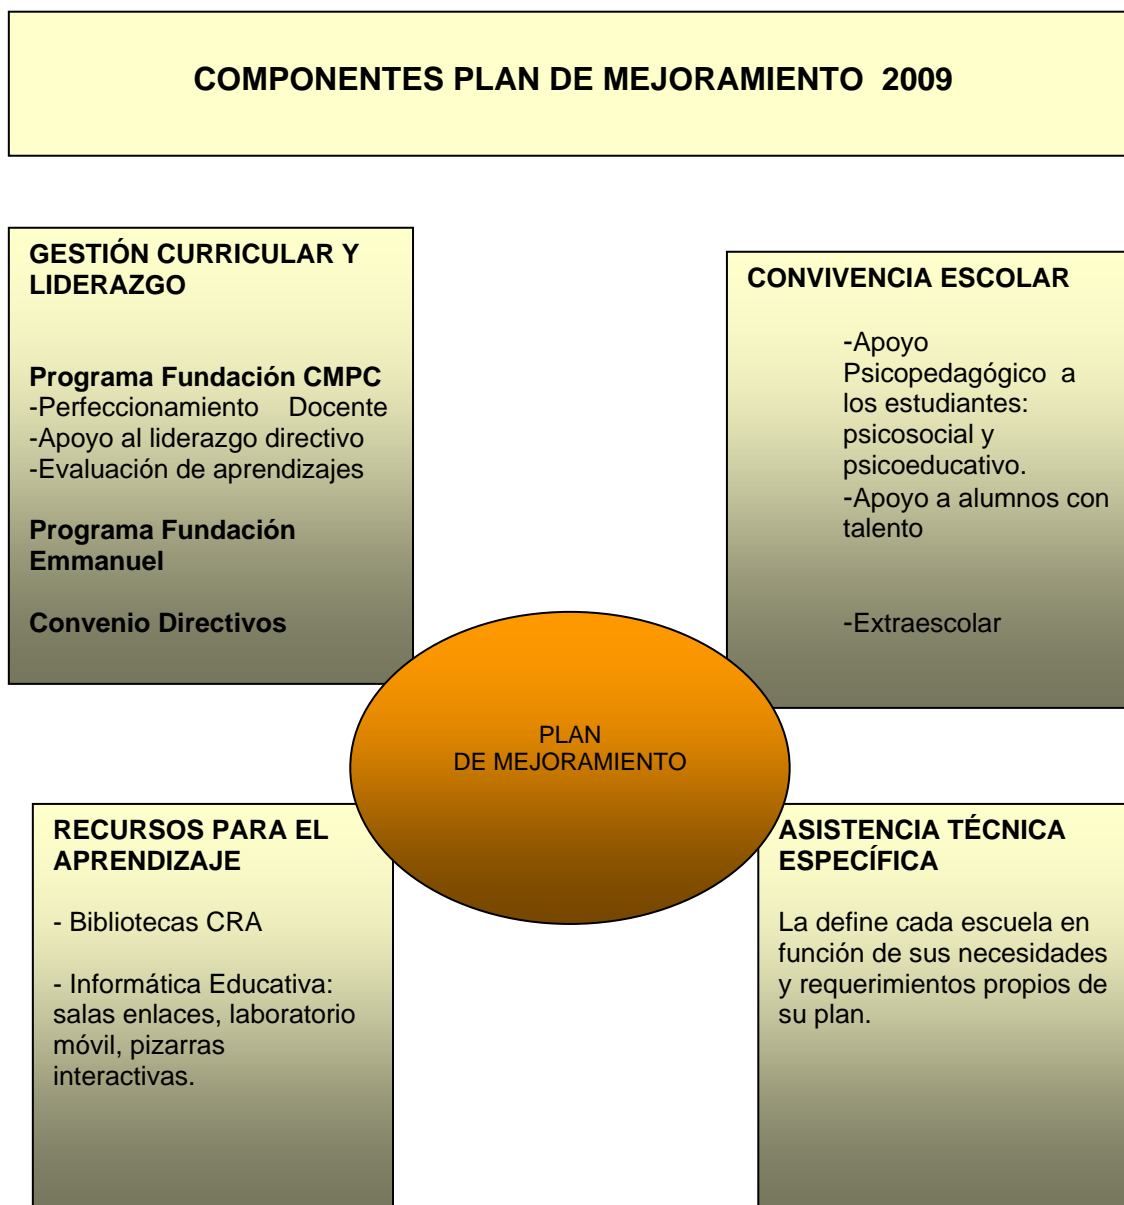 COMPONENTES PLAN DE MEJORAMIENTO 2009
GESTIÓN CURRICULAR Y
LIDERAZGO
Programa Fundación CMPC
-Perfeccionamiento Docente
-Apoyo al liderazgo directivo
-Evaluación de aprendizajes
Programa Fundación
Emmanuel
Convenio Directivos
CONVIVENCIA ESCOLAR
-Apoyo
Psicopedagógico a
los estudiantes:
psicosocial y
psicoeducativo.
-Apoyo a alumnos con
talento
-Extraescolar
PLAN
DE MEJORAMIENTO
RECURSOS PARA EL
APRENDIZAJE
- Bibliotecas CRA
- Informática Educativa:
salas enlaces, laboratorio
móvil, pizarras
interactivas.
ASISTENCIA TÉCNICA
ESPECÍFICA
La define cada escuela en
función de sus necesidades
y requerimientos propios de
su plan.